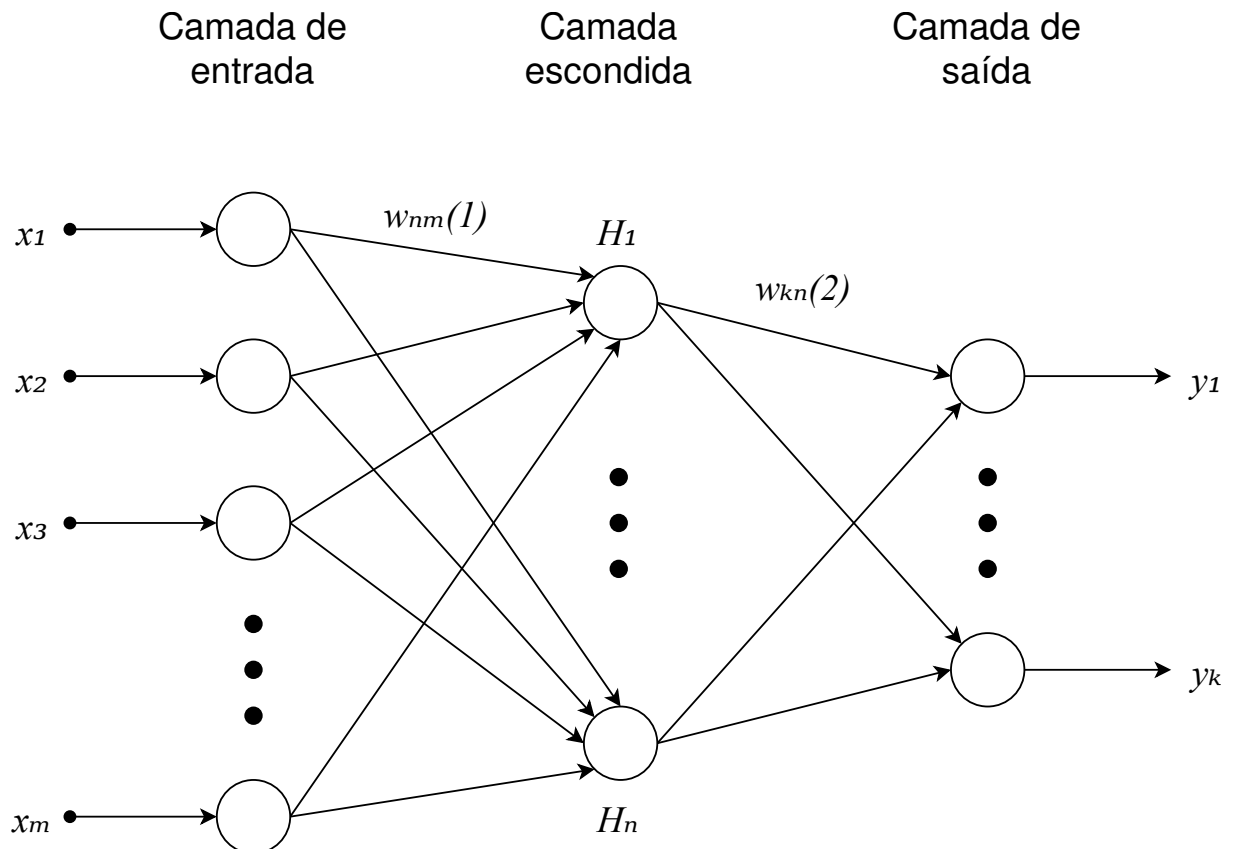 Camada de
entrada
Camada
escondida
Camada de
saída
wnm(1)
x1
H1
wkn(2)
x2
y1
x3
yk
xm
Hn